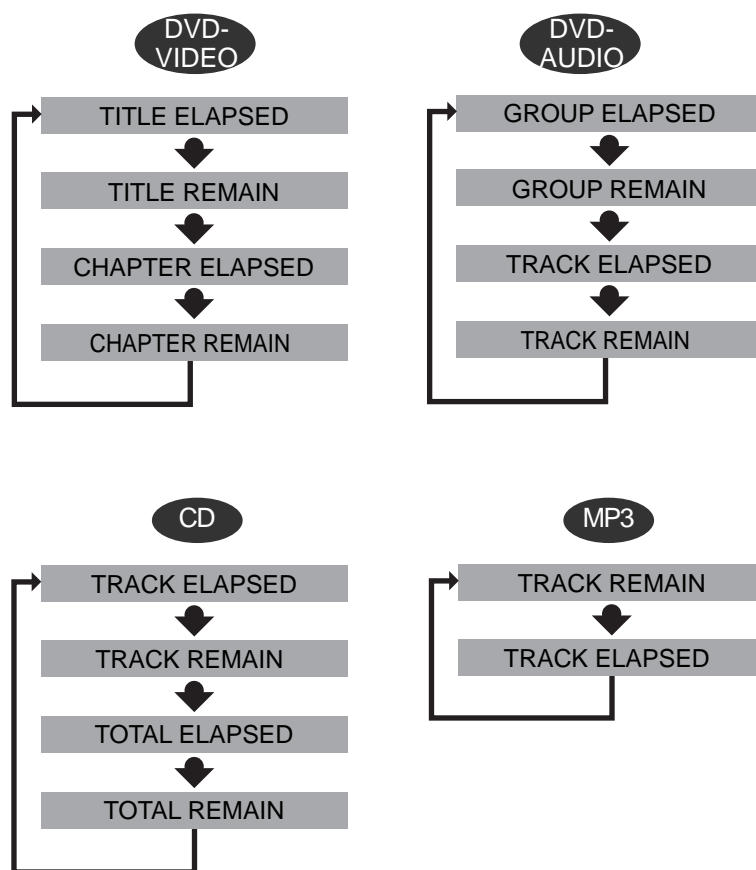 DVD-
VIDEO
TITLE ELAPSED
TITLE REMAIN
CHAPTER ELAPSED
CHAPTER REMAIN
DVD-
AUDIO
GROUP ELAPSED
GROUP REMAIN
TRACK ELAPSED
TRACK REMAIN
CD
TRACK ELAPSED
TRACK REMAIN
TOTAL ELAPSED
TOTAL REMAIN
MP3
TRACK REMAIN
TRACK ELAPSED